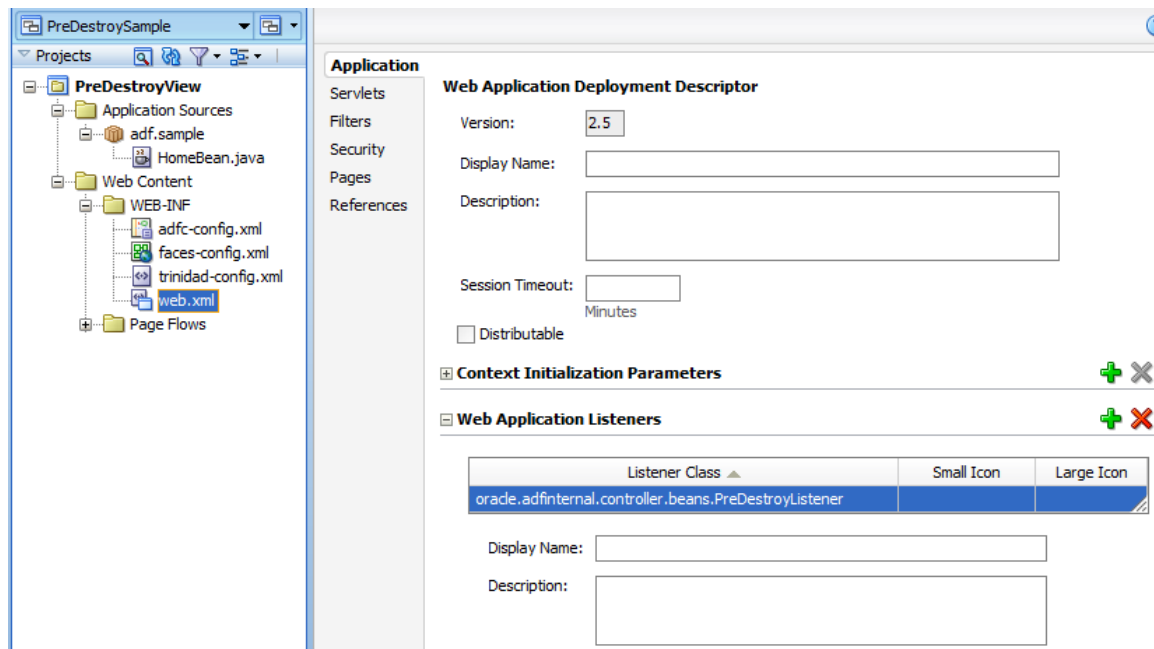 PreDestroySample
Projects
PreDestroyView
Application Sources
adf.sample
HomeBean.java
Web Content
WEB-INF
adfc-config.xml
faces-config.xml
trinidad-config.xml
web.xml
Page Flows
Application
Servlets
Filters
Security
Pages
References
Web Application Deployment Descriptor
Version: 2.5
Display Name:
Description:
Session Timeout:
Minutes
Distributable
Context Initialization Parameters
Web Application Listeners
Listener Class Small Icon Large Icon
oracle.adfinternal.controller.beans.PreDestroyListener
Display Name:
Description: